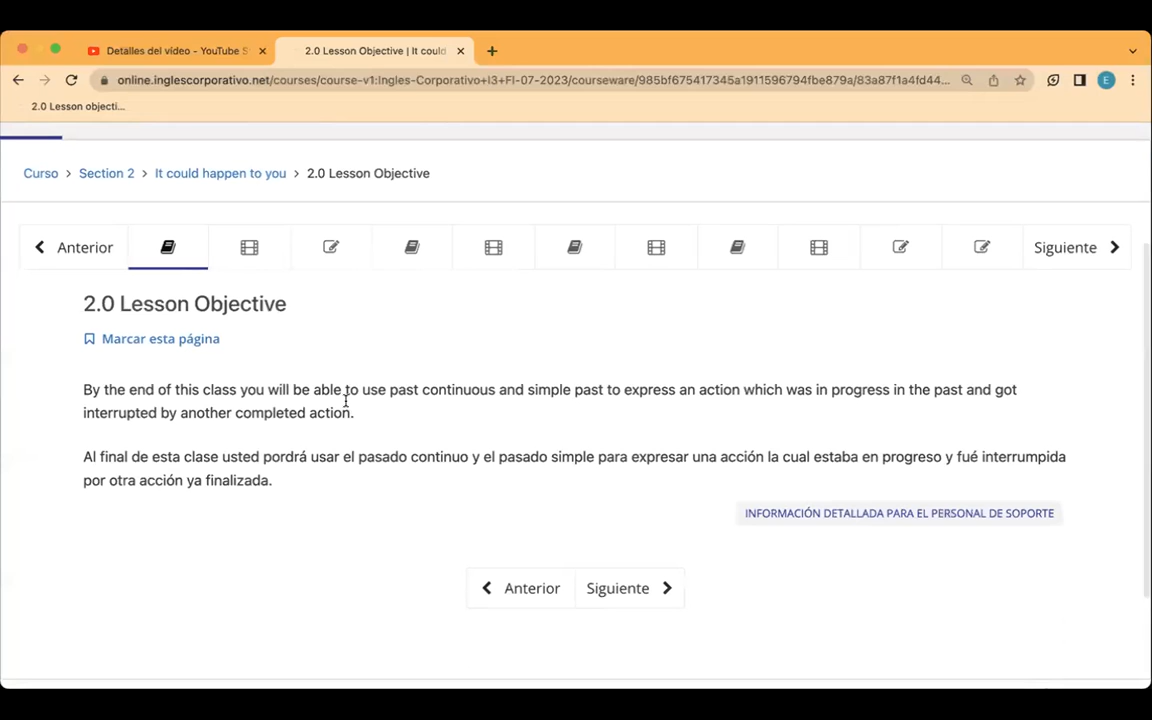 Detalles del vídeo - YouTube S
2.0 Lesson Objective | It could
online.inglescorporativo.net/courses/course-v1:Ingles-Corporativo+I3+FI-07-2023/courseware/985bf675417345a1911596794fbe879a/83a87f1a4fd44...
E
2.0 Lesson objecti...
Curso > Section 2 > It could happen to you > 2.0 Lesson Objective
Anterior
Siguiente
2.0 Lesson Objective
Marcar esta página
By the end of this class you will be able to use past continuous and simple past to express an action which was in progress in the past and got
interrupted by another completed action.
Al final de esta clase usted pordrá usar el pasado continuo y el pasado simple para expresar una acción la cual estaba en progreso y fué interrumpida
por otra acción ya finalizada.
INFORMACIÓN DETALLADA PARA EL PERSONAL DE SOPORTE
Anterior
Siguiente